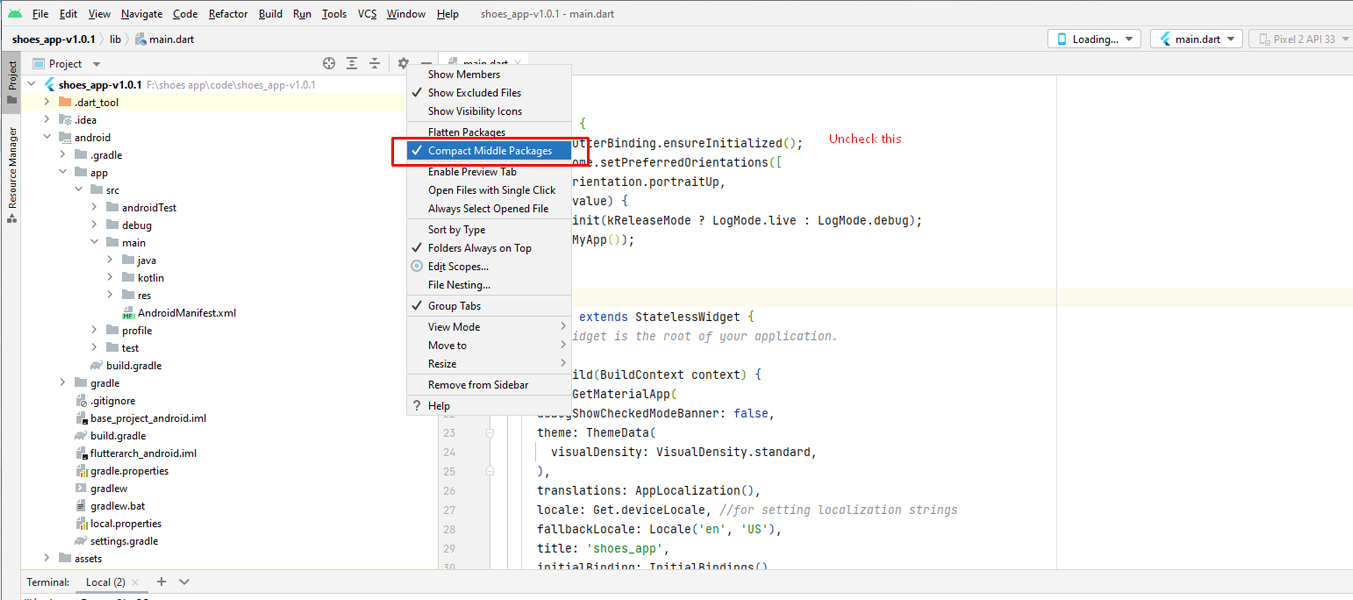 File Edit View Navigate Code Refactor Build Run Tools VCS Window Help shoes_app-v1.0.1 - main.dart
shoes_app-v1.0.1 lib main.dart Loading... main.dart Pixel 2 API 33
Project main.dart
Project
Resource Manager
shoes_app-v1.0.1 F:\shoes app\code\shoes_app-v1.0.1
.dart_tool
.idea
android
.gradle
app
src
androidTest
debug
main
java
kotlin
res
AndroidManifest.xml
profile
test
build.gradle
gradle
.gitignore
base_project_android.iml
build.gradle
flutterarch_android.iml
gradle.properties
gradlew
gradlew.bat
local.properties
settings.gradle
assets
Show Members
Show Excluded Files
Show Visibility Icons
Flatten Packages
Compact Middle Packages
Enable Preview Tab
Open Files with Single Click
Always Select Opened File
Sort by Type
Folders Always on Top
Edit Scopes...
File Nesting...
Group Tabs
View Mode
Move to
Resize
Remove from Sidebar
? Help
Uncheck this
{
utterBinding.ensureInitialized();
ome.setPreferredOrientations([
rientation.portraitUp,
value) {
init(kReleaseMode ? LogMode.live : LogMode.debug);
MyApp());
extends StatelessWidget {
idget is the root of your application.
ild(BuildContext context) {
GetMaterialApp(
debugShowCheckedModeBanner: false,
23 theme: ThemeData(
24 visualDensity: VisualDensity.standard,
25 ),
26 translations: AppLocalization(),
27 locale: Get.deviceLocale, //for setting localization strings
28 fallbackLocale: Locale('en', 'US'),
29 title: 'shoes_app',
30 initialBinding: InitialBindings()
Terminal: Local (2)